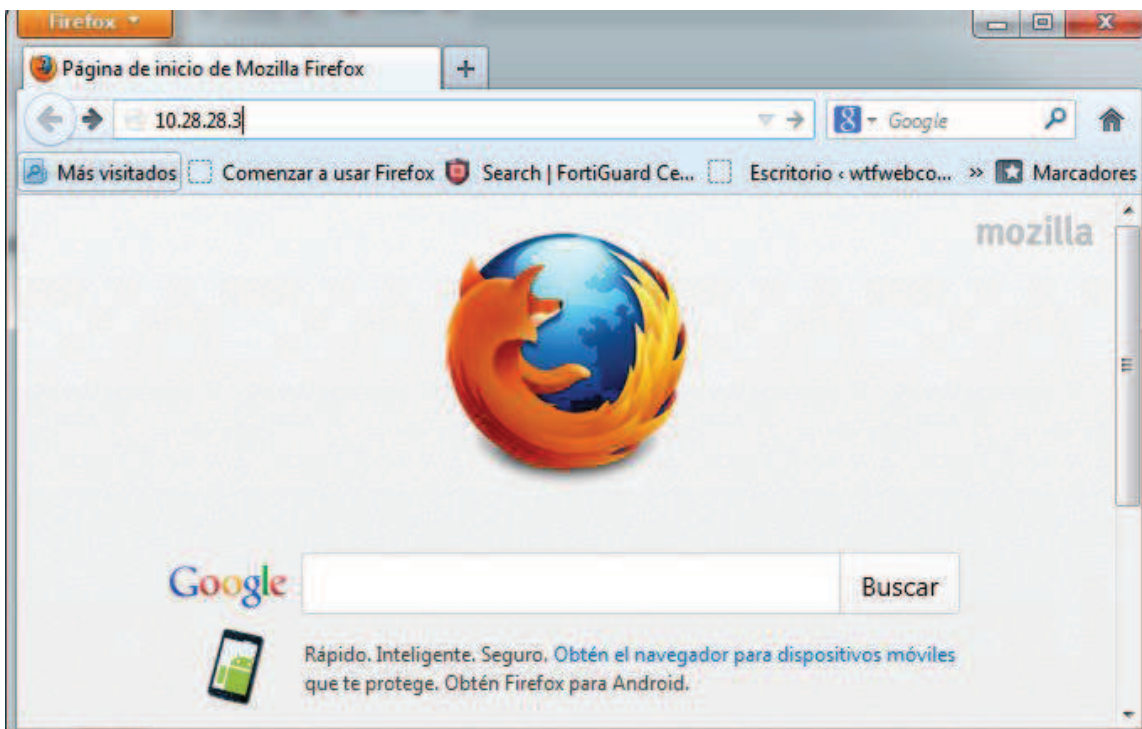 Firefox
Página de inicio de Mozilla Firefox
10.28.28.3
Google
Más visitados Comenzar a usar Firefox Search | FortiGuard Ce... Escritorio ‹ wtfwebco... » Marcadores
mozilla
Google
Buscar
Rápido. Inteligente. Seguro. Obtén el navegador para dispositivos móviles
que te protege. Obtén Firefox para Android.